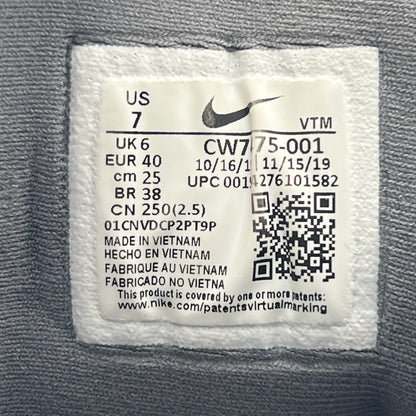 US
7
VTM
UK 6
EUR 40
cm 25
BR 38
CN 250(2.5)
01CNVDCP2PT9P
11/15/19
MADE IN VIETNAM
HECHO EN VIETNAM
FABRIQUE AU VIETNAM
FABRICADO NO VIETNA
This product is covered by one or more patents:
www.nike.com/patentsvirtualmarking